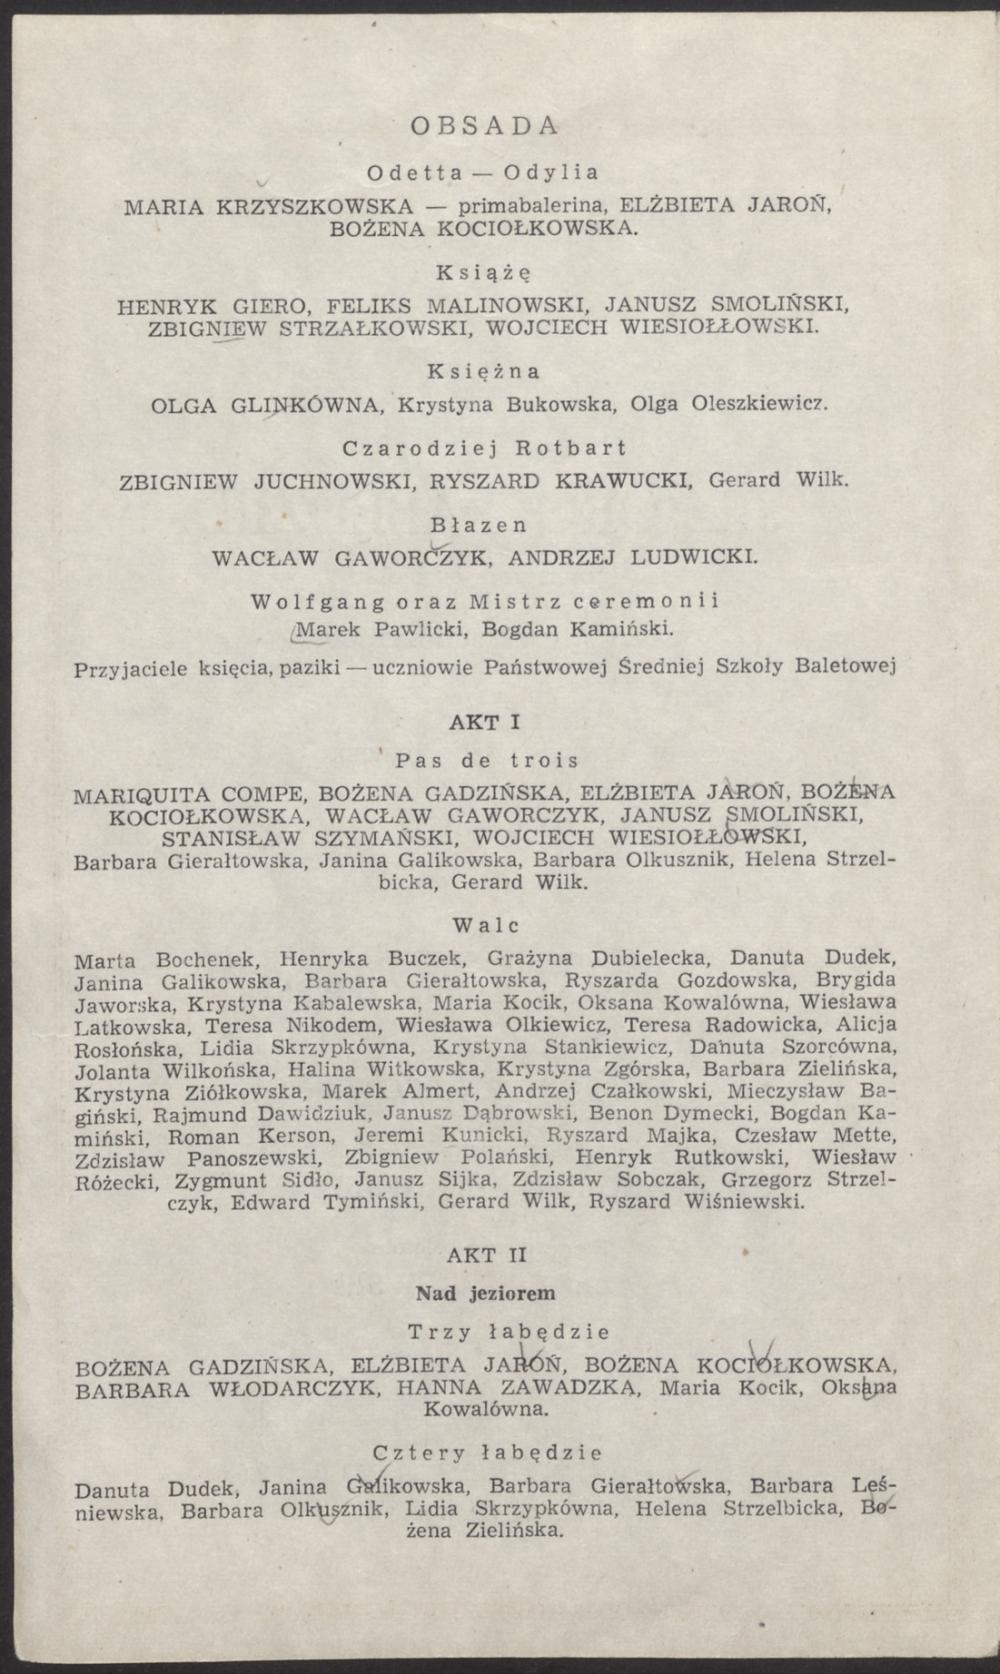 OBSADA
Odetta — Odylia
MARIA KRZYSZKOWSKA — primabalerina, ELŻBIETA JAROŃ,
BOŻENA KOCIOŁKOWSKA.
Książę
HENRYK GIERO, FELIKS MALINOWSKI, JANUSZ SMOLIŃSKI,
ZBIGNIEW STRZAŁKOWSKI, WOJCIECH WIESIOŁŁOWSKI.
Księżna
OLGA GLINKÓWNA, Krystyna Bukowska, Olga Oleszkiewicz.
Czarodziej Rotbart
ZBIGNIEW JUCHNOWSKI, RYSZARD KRAWUCKI, Gerard Wilk.
Błazen
WACŁAW GAWORCZYK, ANDRZEJ LUDWICKI.
Wolfgang oraz Mistrz ceremonii
Marek Pawlicki, Bogdan Kamiński.
Przyjaciele księcia, paziki — uczniowie Państwowej Średniej Szkoły Baletowej
AKT I
Pas de trois
MARIQUITA COMPE, BOŻENA GADZIŃSKA, ELŻBIETA JAROŃ, BOŻENA
KOCIOŁKOWSKA, WACŁAW GAWORCZYK, JANUSZ SMOLIŃSKI,
STANISŁAW SZYMAŃSKI, WOJCIECH WIESIOŁŁOWSKI,
Barbara Gierałtowska, Janina Galikowska, Barbara Olkusznik, Helena Strzel-
bicka, Gerard Wilk.
Walc
Marta Bochenek, Henryka Buczek, Grażyna Dubielecka, Danuta Dudek,
Janina Galikowska, Barbara Gierałtowska, Ryszarda Gozdowska, Brygida
Jaworska, Krystyna Kabalewska, Maria Kocik, Oksana Kowalówna, Wiesława
Latkowska, Teresa Nikodem, Wiesława Olkiewicz, Teresa Radowicka, Alicja
Rosłońska, Lidia Skrzypkówna, Krystyna Stankiewicz, Danuta Szorcówna,
Jolanta Wilkońska, Halina Witkowska, Krystyna Zgórska, Barbara Zielińska,
Krystyna Ziółkowska, Marek Almert, Andrzej Czałkowski, Mieczysław Ba-
giński, Rajmund Dawidziuk, Janusz Dąbrowski, Benon Dymecki, Bogdan Ka-
miński, Roman Kerson, Jeremi Kunicki, Ryszard Majka, Czesław Mette,
Zdzisław Panoszewski, Zbigniew Polański, Henryk Rutkowski, Wiesław
Różecki, Zygmunt Sidło, Janusz Sijka, Zdzisław Sobczak, Grzegorz Strzel-
czyk, Edward Tymiński, Gerard Wilk, Ryszard Wiśniewski.
AKT II
Nad jeziorem
Trzy łabędzie
BOŻENA GADZIŃSKA, ELŻBIETA JAROŃ, BOŻENA KOCIOŁKOWSKA,
BARBARA WŁODARCZYK, HANNA ZAWADZKA, Maria Kocik, Oksana
Kowalówna.
Cztery łabędzie
Danuta Dudek, Janina Galikowska, Barbara Gierałtowska, Barbara Leś-
niewska, Barbara Olkusznik, Lidia Skrzypkówna, Helena Strzelbicka, Bo-
żena Zielińska.